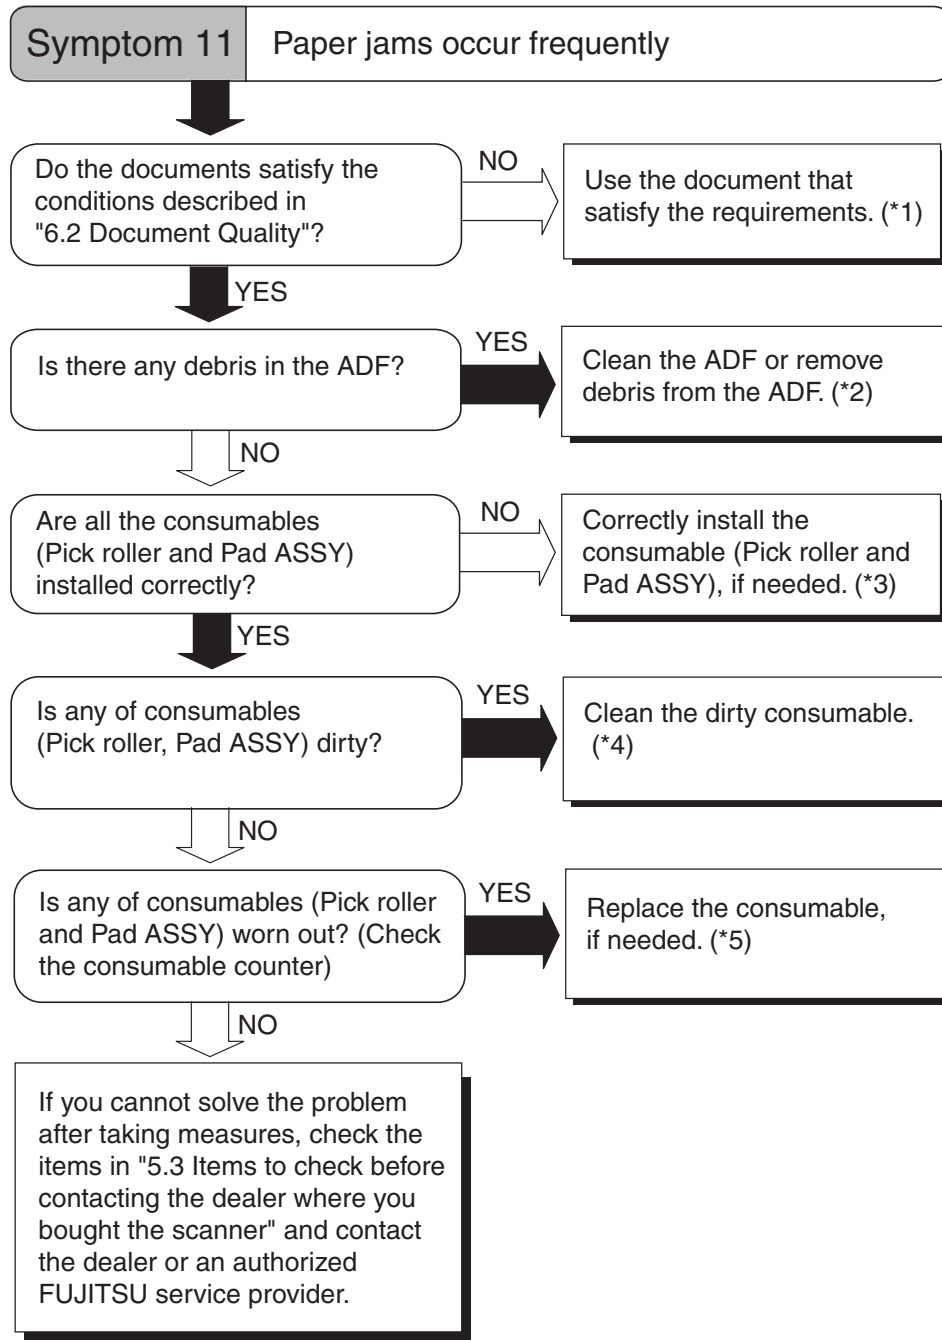 Symptom 11
Paper jams occur frequently
Do the documents satisfy the
conditions described in
"6.2 Document Quality"?
NO
Use the document that
satisfy the requirements. (*1)
YES
Is there any debris in the ADF?
YES
Clean the ADF or remove
debris from the ADF. (*2)
NO
Are all the consumables
(Pick roller and Pad ASSY)
installed correctly?
NO
Correctly install the
consumable (Pick roller and
Pad ASSY), if needed. (*3)
YES
Is any of consumables
(Pick roller, Pad ASSY) dirty?
YES
Clean the dirty consumable.
(*4)
NO
Is any of consumables (Pick roller
and Pad ASSY) worn out? (Check
the consumable counter)
YES
Replace the consumable,
if needed. (*5)
NO
If you cannot solve the problem
after taking measures, check the
items in "5.3 Items to check before
contacting the dealer where you
bought the scanner" and contact
the dealer or an authorized
FUJITSU service provider.